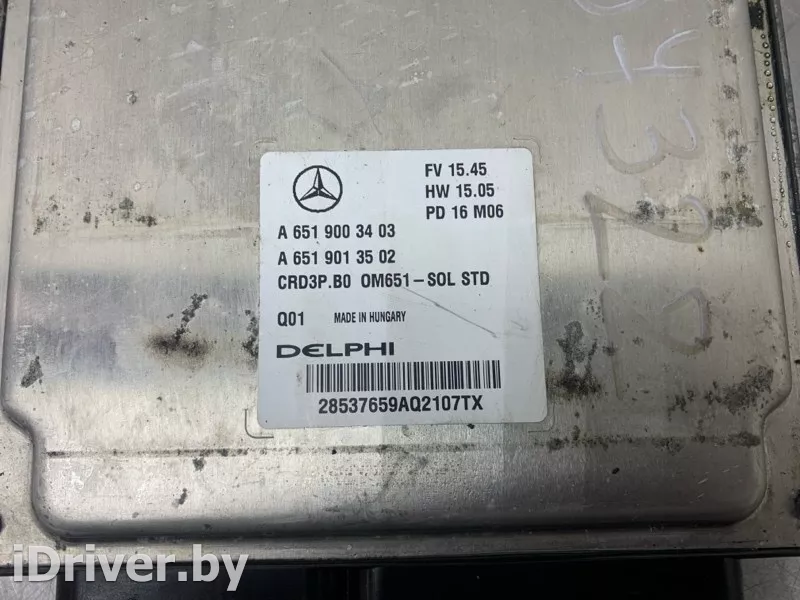 FV 15.45
HW 15.05
PD 16 M06
A 651 900 34 03
A 651 901 35 02
CRD3P.B0 OM651-SOL STD
Q01 MADE IN HUNGARY
DELPHI
28537659AQ2107TX
iDriver.by